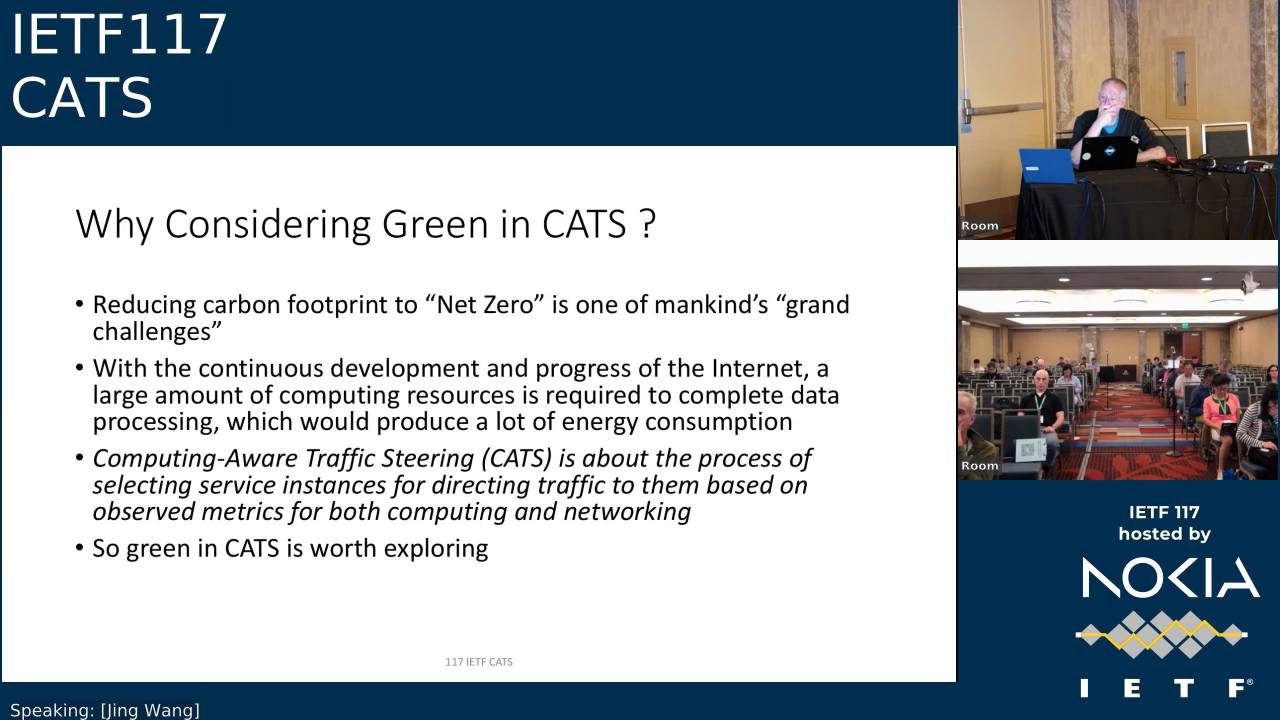 IETF117
CATS
Why Considering Green in CATS ?
• Reducing carbon footprint to “Net Zero” is one of mankind’s “grand
challenges”
• With the continuous development and progress of the Internet, a
large amount of computing resources is required to complete data
processing, which would produce a lot of energy consumption
• Computing-Aware Traffic Steering (CATS) is about the process of
selecting service instances for directing traffic to them based on
observed metrics for both computing and networking
• So green in CATS is worth exploring
117 IETF CATS
Speaking: [Jing Wang]
Room
Room
IETF 117
hosted by
NOKIA
I E T F®